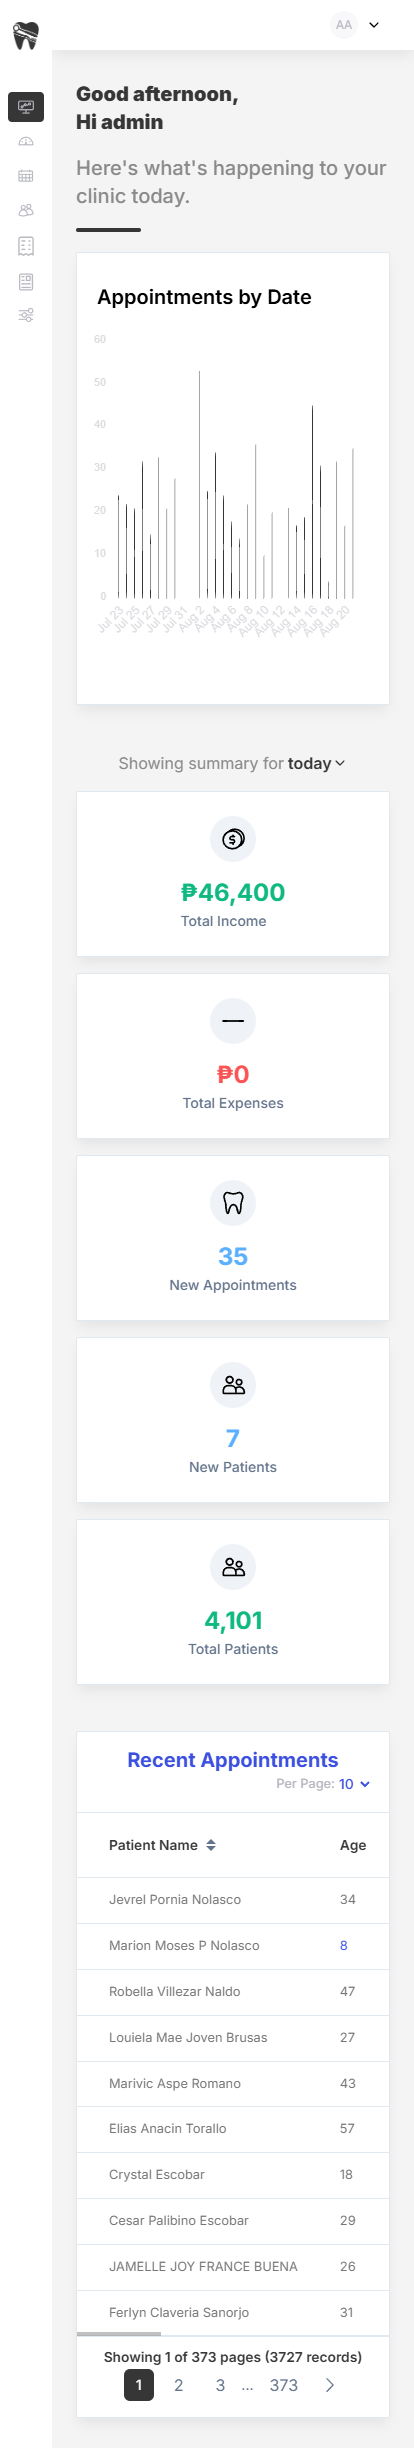 AA
Good afternoon,
Hi admin
Here's what's happening to your
clinic today.
Appointments by Date
60
50
40
30
20
10
0
Jul 23
Jul 25
Jul 27
Jul 29
Jul 31
Aug 2
Aug 4
Aug 6
Aug 8
Aug 10
Aug 12
Aug 14
Aug 16
Aug 18
Aug 20
Showing summary for today
₱46,400
Total Income
₱0
Total Expenses
35
New Appointments
7
New Patients
4,101
Total Patients
Recent Appointments
Per Page: 10
Patient Name Age
Jevrel Pornia Nolasco 34
Marion Moses P Nolasco 8
Robella Villezar Naldo 47
Louiela Mae Joven Brusas 27
Marivic Aspe Romano 43
Elias Anacin Torallo 57
Crystal Escobar 18
Cesar Palibino Escobar 29
JAMELLE JOY FRANCE BUENA 26
Ferlyn Claveria Sanorjo 31
Showing 1 of 373 pages (3727 records)
1 2 3 ... 373